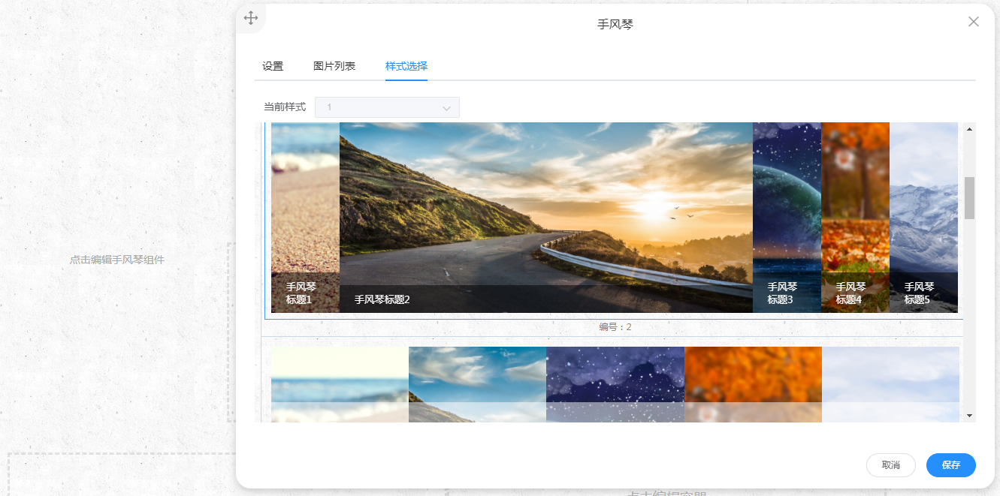 手风琴
设置
图片列表
样式选择
当前样式
1
点击编辑手风琴组件
手风琴
标题1
手风琴标题2
手风琴
标题3
手风琴
标题4
手风琴
标题5
编号：2
取消
保存